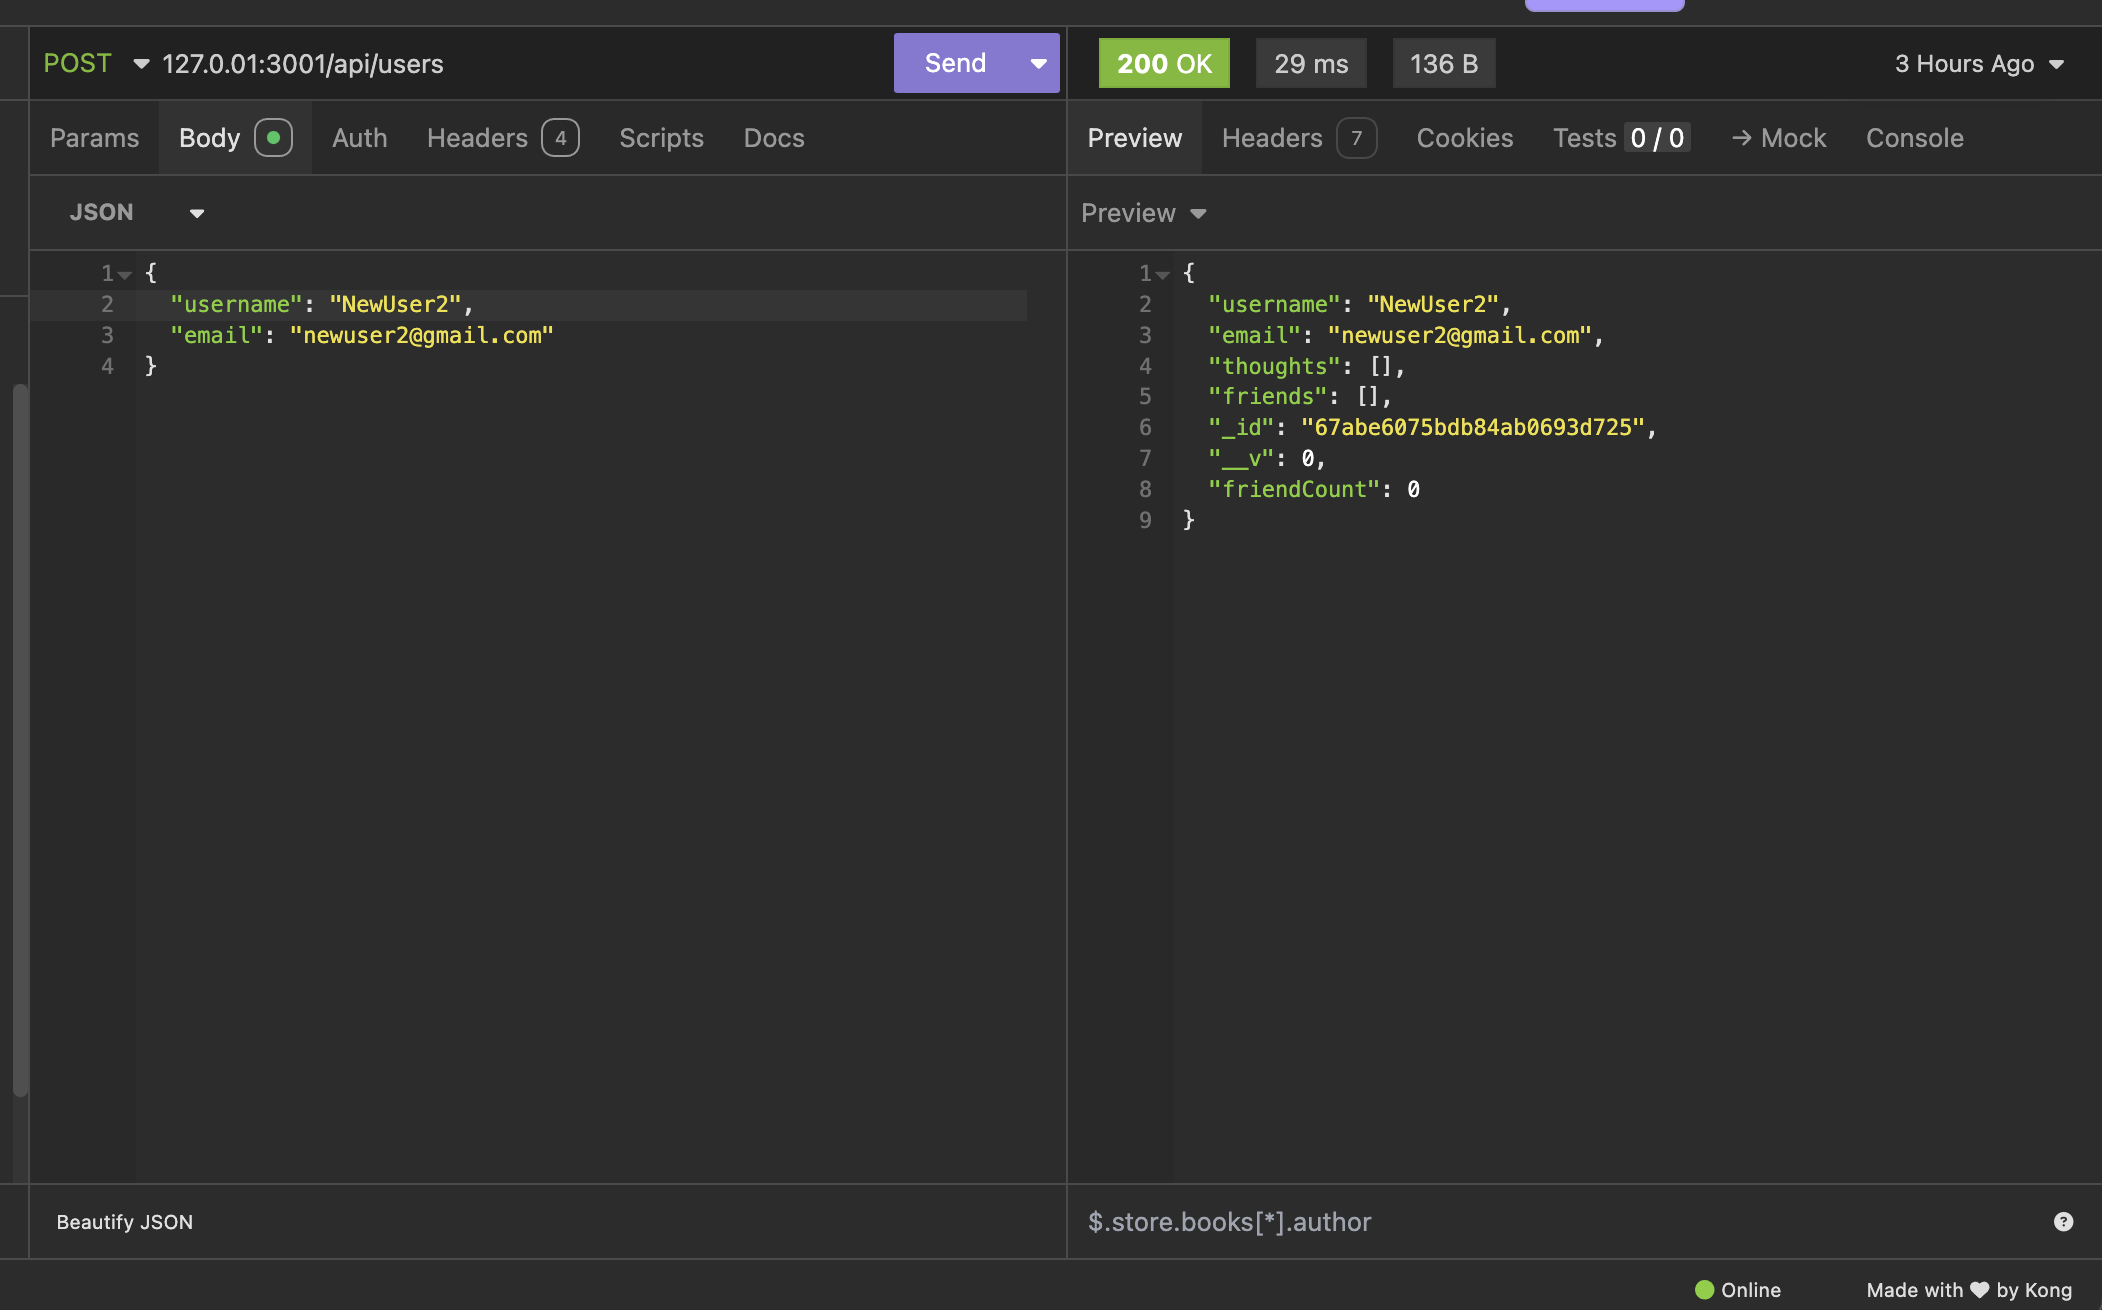 POST 127.0.01:3001/api/users Send
200 OK 29 ms 136 B 3 Hours Ago
Params Body Auth Headers 4 Scripts Docs
Preview Headers 7 Cookies Tests 0 / 0 → Mock Console
JSON
Preview
1 {
2 "username": "NewUser2",
3 "email": "newuser2@gmail.com"
4 }
1 {
2 "username": "NewUser2",
3 "email": "newuser2@gmail.com",
4 "thoughts": [],
5 "friends": [],
6 "_id": "67abe6075bdb84ab0693d725",
7 "__v": 0,
8 "friendCount": 0
9 }
Beautify JSON
$.store.books[*].author ?
Online Made with ♥ by Kong